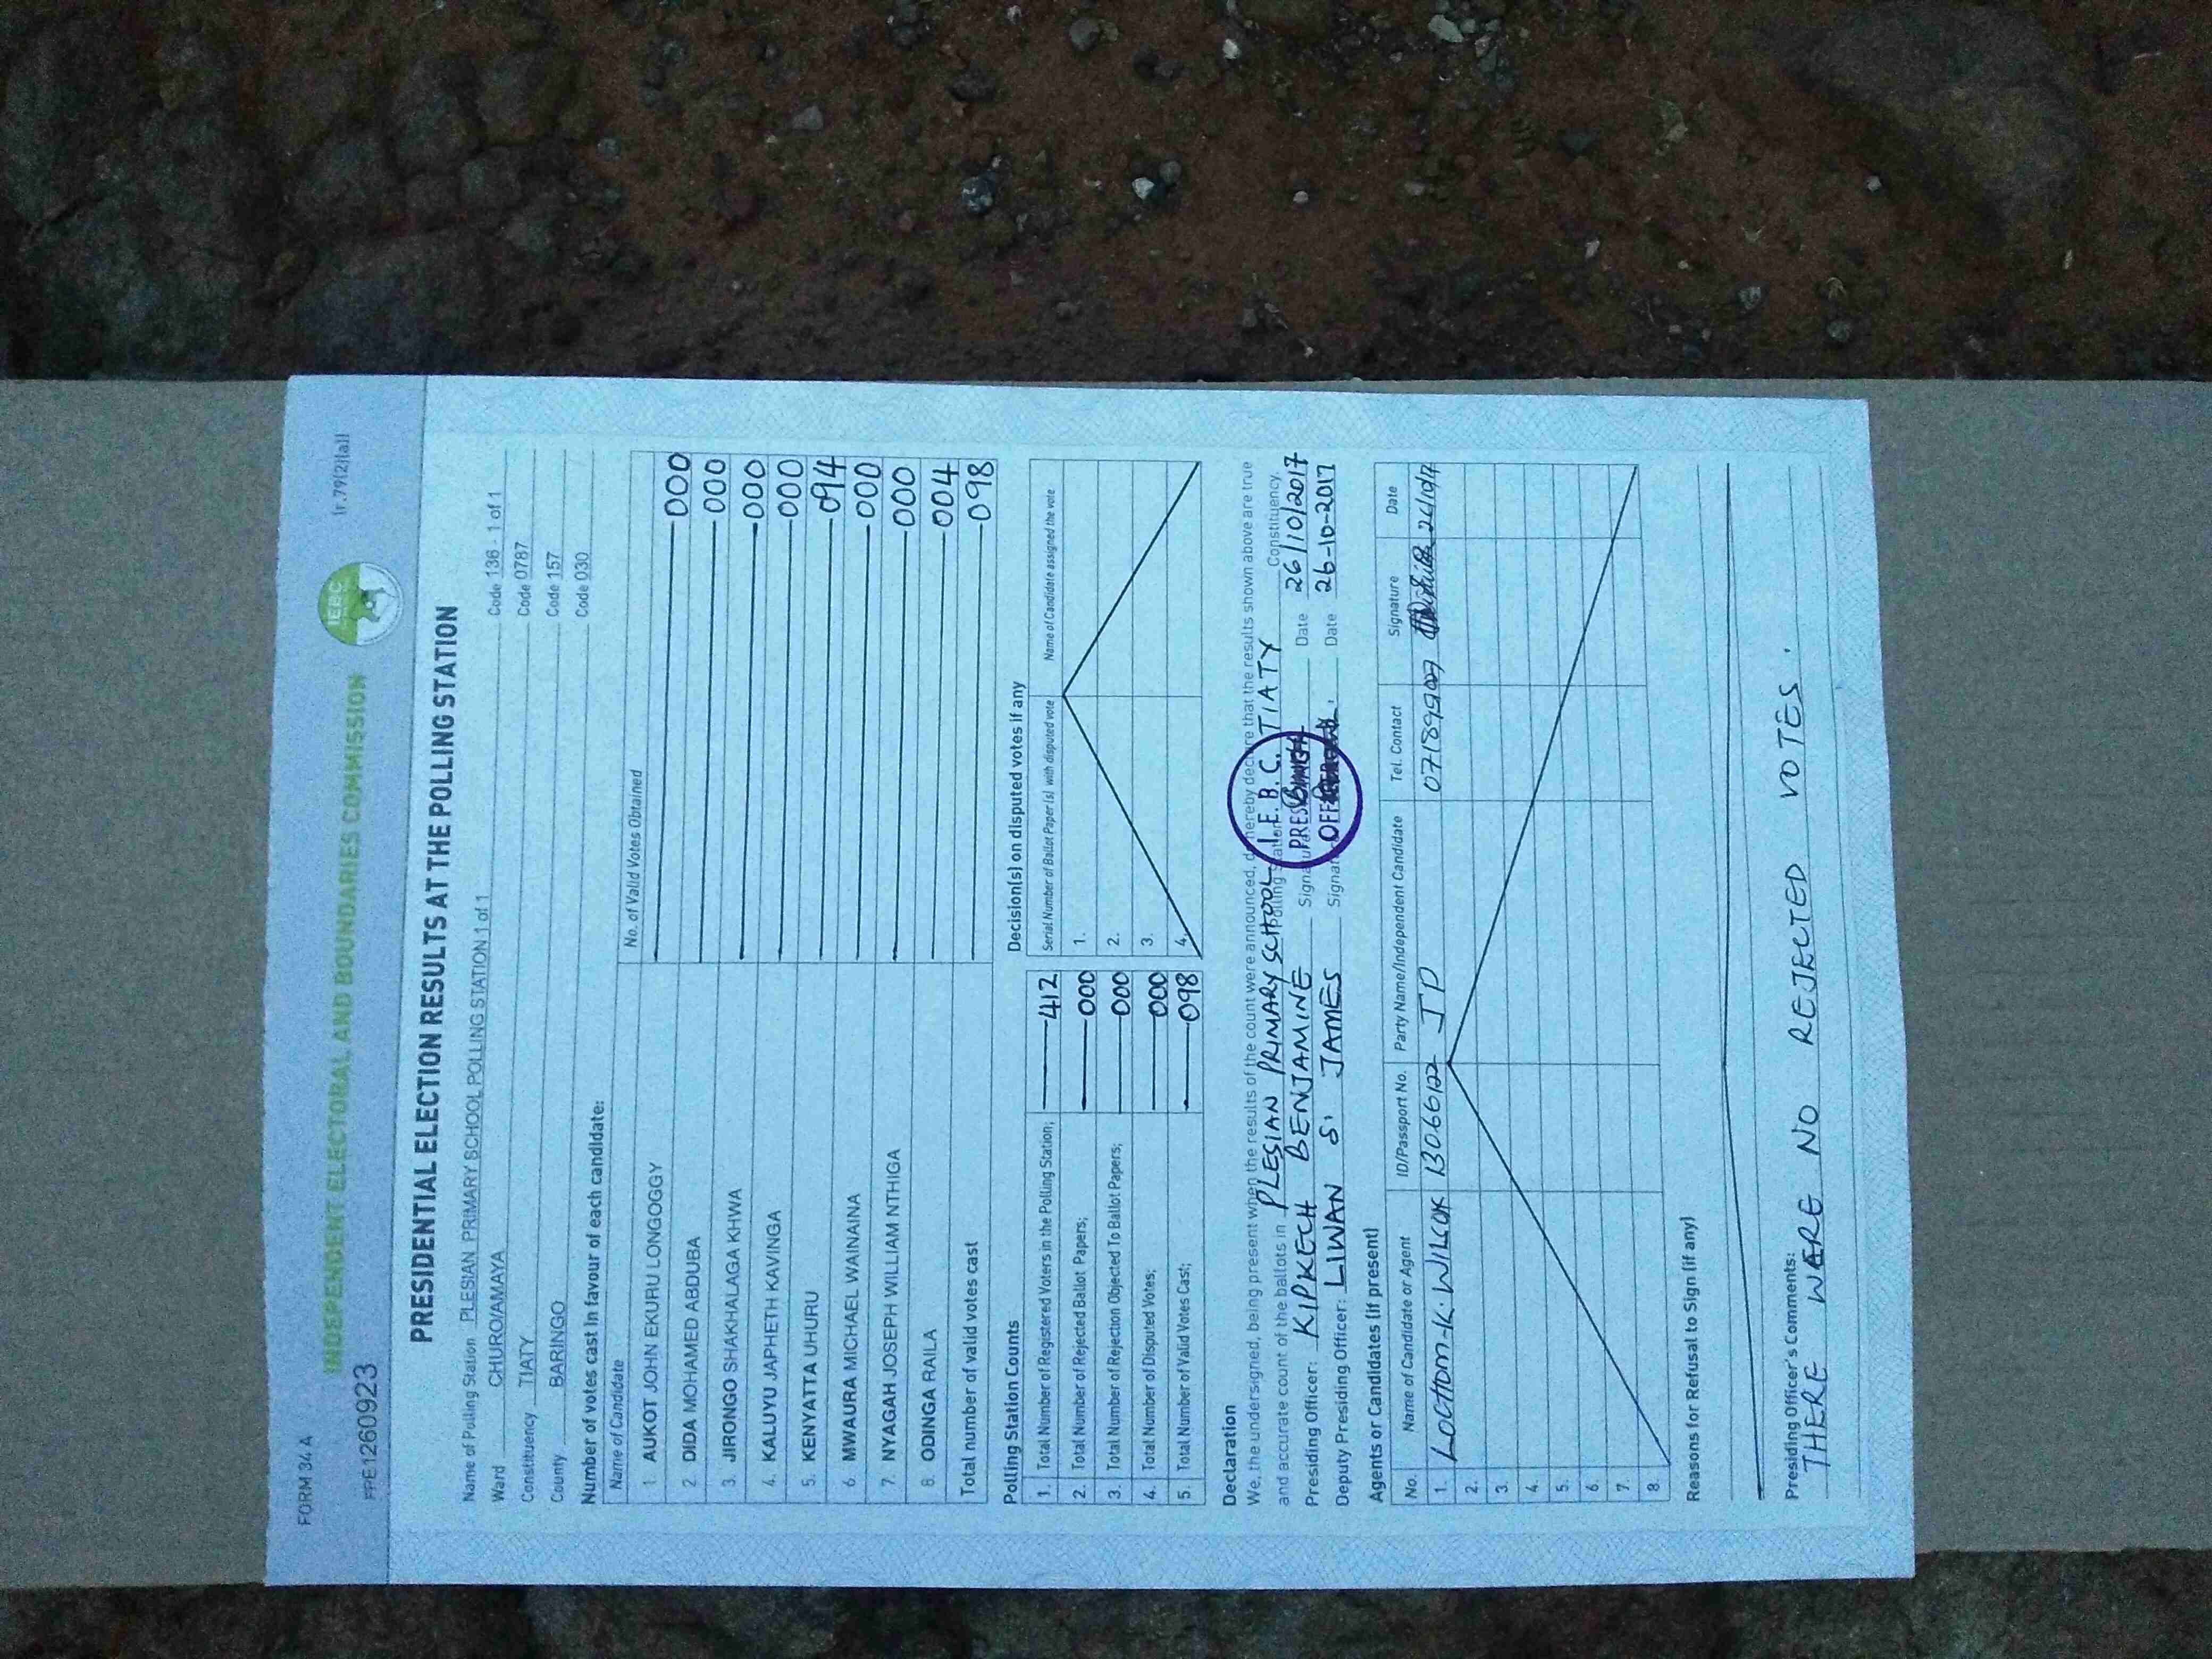 FORM 34 A
(r.79(2)(a))
INDEPENDENT ELECTORAL AND BOUNDARIES COMMISSION
IEBC
1260923
PRESIDENTIAL ELECTION RESULTS AT THE POLLING STATION
Name of Polling Station PLESIAN PRIMARY SCHOOL POLLING STATION 1 of 1 Code 136 - 1 of 1
Ward CHURO/AMAYA Code 0787
Constituency TIATY Code 157
County BARINGO Code 030
Number of votes cast in favour of each candidate:
Name of Candidate No. of Valid Votes Obtained
1 AUKOT JOHN EKURU LONGOGGY 000
2 DIDA MOHAMED ABDUBA 000
3. JIRONGO SHAKHALAGA KHWA 000
4. KALUYU JAPHETH KAVINGA 000
5. KENYATTA UHURU 094
6 MWAURA MICHAEL WAINAINA 000
7. NYAGAH JOSEPH WILLIAM NTHIGA 000
8 ODINGA RAILA 004
Total number of valid votes cast 098
Polling Station Counts
1. Total Number of Registered Voters in the Polling Station; 412
2. Total Number of Rejected Ballot Papers; 000
3. Total Number of Rejection Objected To Ballot Papers; 000
4. Total Number of Disputed Votes; 000
5. Total Number of Valid Votes Cast; 098
Decision(s) on disputed votes if any
Serial Number of Ballot Paper(s) with disputed vote Name of Candidate assigned the vote
1.
2.
3.
4.
Declaration
We, the undersigned, being present when the results of the count were announced, do hereby declare that the results shown above are true
and accurate count of the ballots in PLESIAN PRIMARY SCHOOL Polling Station TIATY Constituency.
Presiding Officer: KIPKECH BENJAMINE Signature Date 26/10/2017
Deputy Presiding Officer: LIWAN S. JAMES Signature Date 26-10-2017
I.E.B.C.
PRESIDING
OFFICER
Agents or Candidates (if present)
No. Name of Candidate or Agent ID/Passport No. Party Name/Independent Candidate Tel. Contact Signature Date
1. K. WILCOK JP 26/10/17
2.
3.
4.
5.
6
7.
8.
Reasons for Refusal to Sign (if any)
Presiding Officer's Comments:
THERE WERE NO REJECTED VOTES.